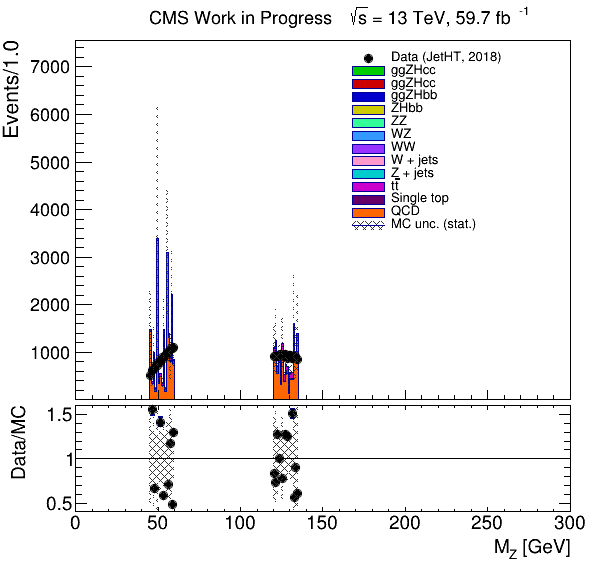 CMS Work in Progress √s = 13 TeV, 59.7 fb⁻¹
Events/1.0
7000
6000
5000
4000
3000
2000
1000
Data (JetHT, 2018)
ggZHcc
ggZHcc
ggZHbb
ZHbb
ZZ
WZ
WW
W + jets
Z + jets
tt̅
Single top
QCD
MC unc. (stat.)
Data/MC
1.5
1
0.5
0 50 100 150 200 250 300
M_Z [GeV]